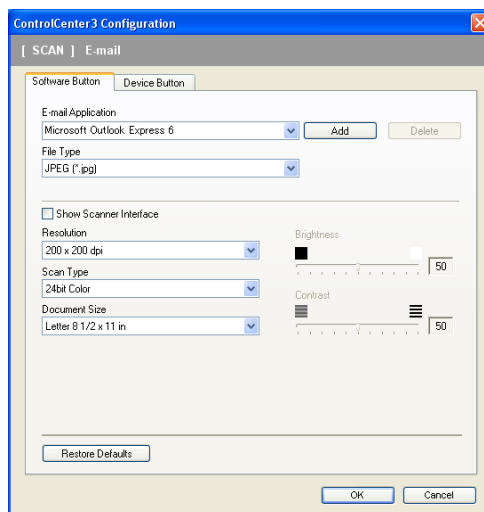 ControlCenter3 Configuration
[ SCAN ] E-mail
Software Button Device Button
E-mail Application
Microsoft Outlook Express 6 Add Delete
File Type
JPEG (*.jpg)
Show Scanner Interface
Resolution Brightness
200 x 200 dpi 50
Scan Type
24bit Color Contrast
Document Size
Letter 8 1/2 x 11 in 50
Restore Defaults
OK Cancel